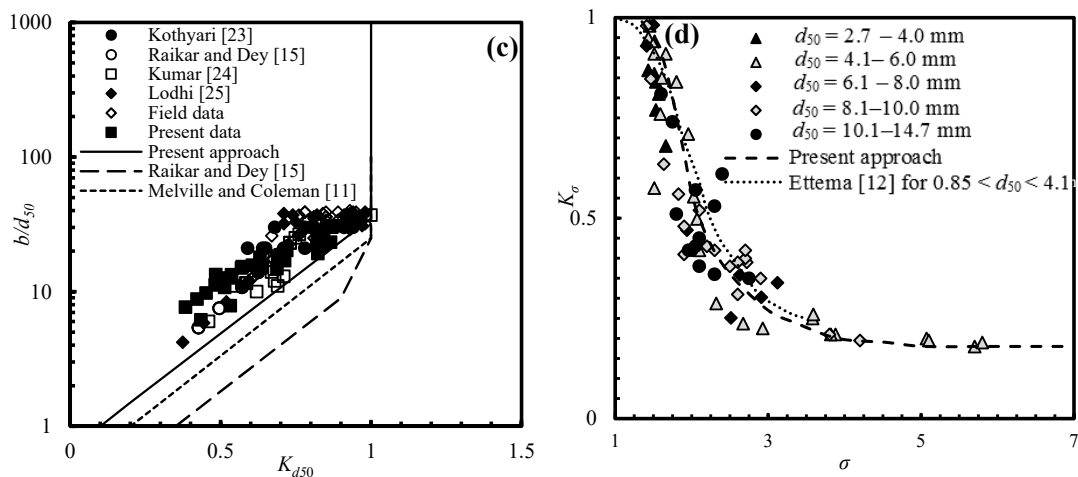 1000
100
10
1
b/d50
(c)
Kothyari [23]
Raikar and Dey [15]
Kumar [24]
Lodhi [25]
Field data
Present data
Present approach
Raikar and Dey [15]
Melville and Coleman [11]
0 0.5 1 1.5
Kd50
1
0.5
0
Kσ
(d)
d50 = 2.7 – 4.0 mm
d50 = 4.1– 6.0 mm
d50 = 6.1 – 8.0 mm
d50 = 8.1–10.0 mm
d50 = 10.1–14.7 mm
Present approach
Ettema [12] for 0.85 < d50 < 4.1
1 3 5 7
σ